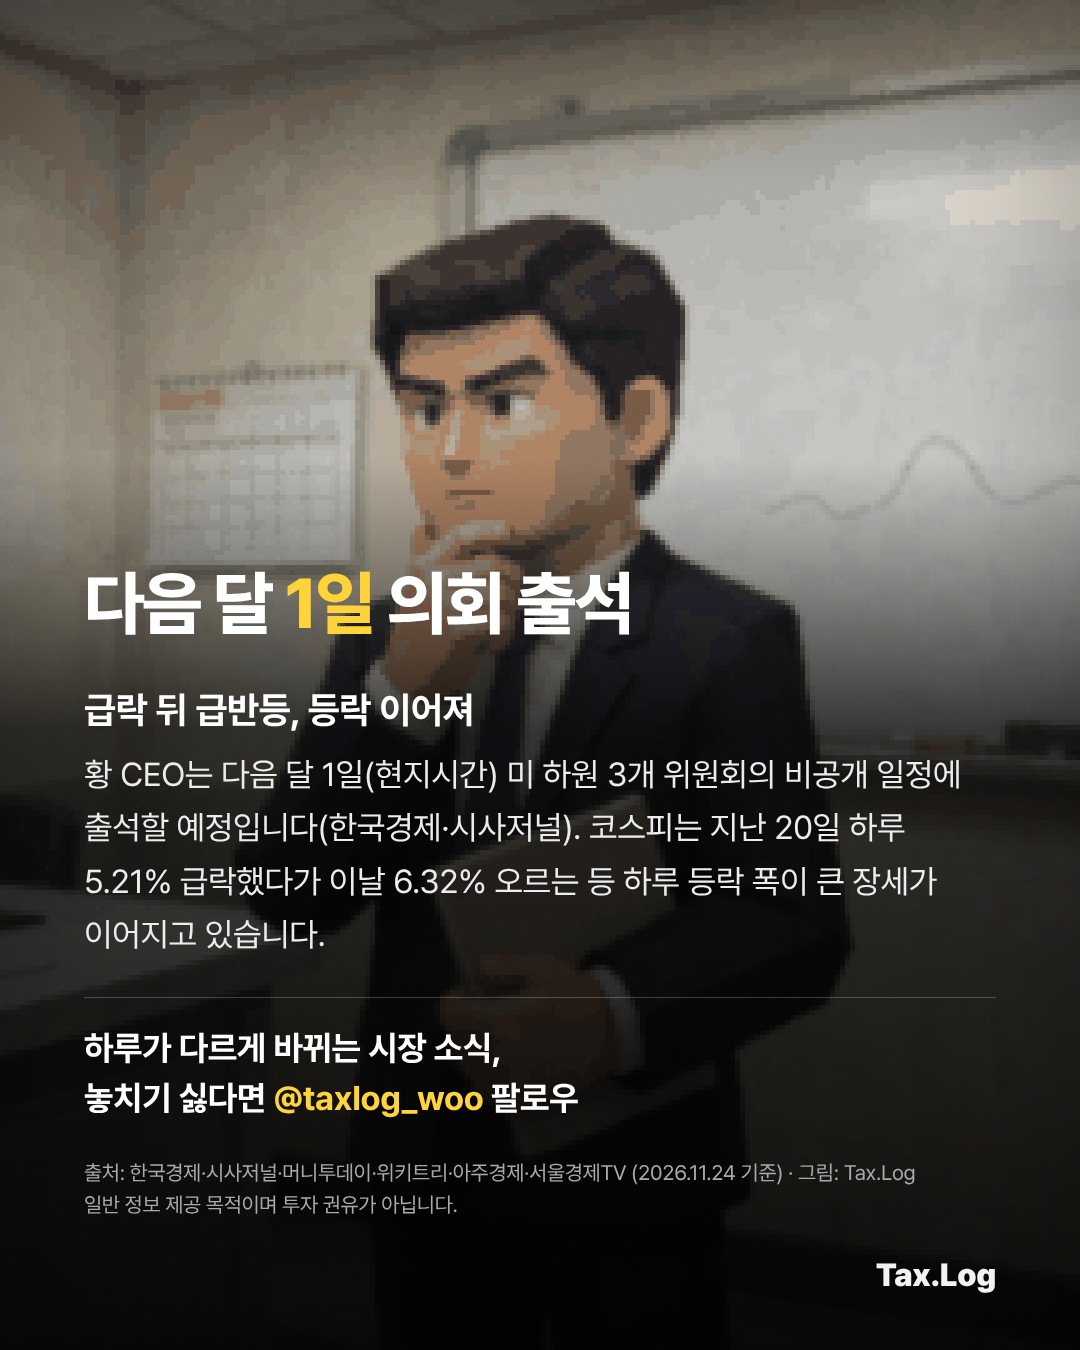 다음 달 1일 의회 출석
급락 뒤 급반등, 등락 이어져
황 CEO는 다음 달 1일(현지시간) 미 하원 3개 위원회의 비공개 일정에
출석할 예정입니다(한국경제·시사저널). 코스피는 지난 20일 하루
5.21% 급락했다가 이날 6.32% 오르는 등 하루 등락 폭이 큰 장세가
이어지고 있습니다.
하루가 다르게 바뀌는 시장 소식,
놓치기 싫다면 @taxlog_woo 팔로우
출처: 한국경제·시사저널·머니투데이·위키트리·아주경제·서울경제TV (2026.11.24 기준) · 그림: Tax.Log
일반 정보 제공 목적이며 투자 권유가 아닙니다.
Tax.Log